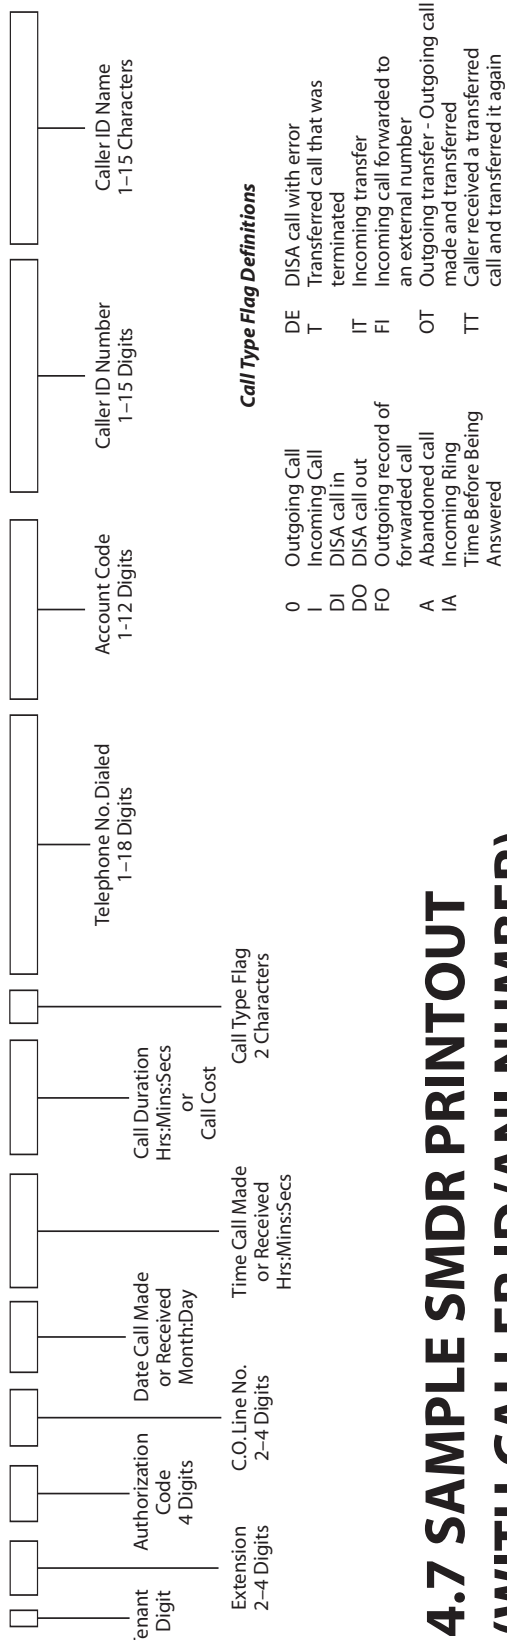 Tenant
Digit
Extension
2–4 Digits
Authorization
Code
4 Digits
C.O. Line No.
2–4 Digits
Date Call Made
or Received
Month:Day
Time Call Made
or Received
Hrs:Mins:Secs
Call Duration
Hrs:Mins:Secs
or
Call Cost
Call Type Flag
2 Characters
Telephone No. Dialed
1–18 Digits
Account Code
1-12 Digits
Caller ID Number
1–15 Digits
Caller ID Name
1–15 Characters
Call Type Flag Definitions
0 Outgoing Call
I Incoming Call
DI DISA call in
DO DISA call out
FO Outgoing record of
forwarded call
A Abandoned call
IA Incoming Ring
Time Before Being
Answered
DE DISA call with error
T Transferred call that was
terminated
IT Incoming transfer
FI Incoming call forwarded to
an external number
OT Outgoing transfer - Outgoing call
made and transferred
TT Caller received a transferred
call and transferred it again
4.7 SAMPLE SMDR PRINTOUT
(WITH CALLER ID/ANI NUMBER)